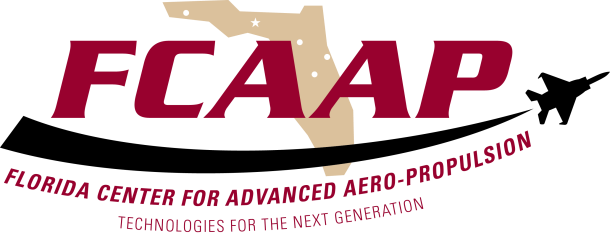 FCAAP
FLORIDA CENTER FOR ADVANCED AERO-PROPULSION
TECHNOLOGIES FOR THE NEXT GENERATION